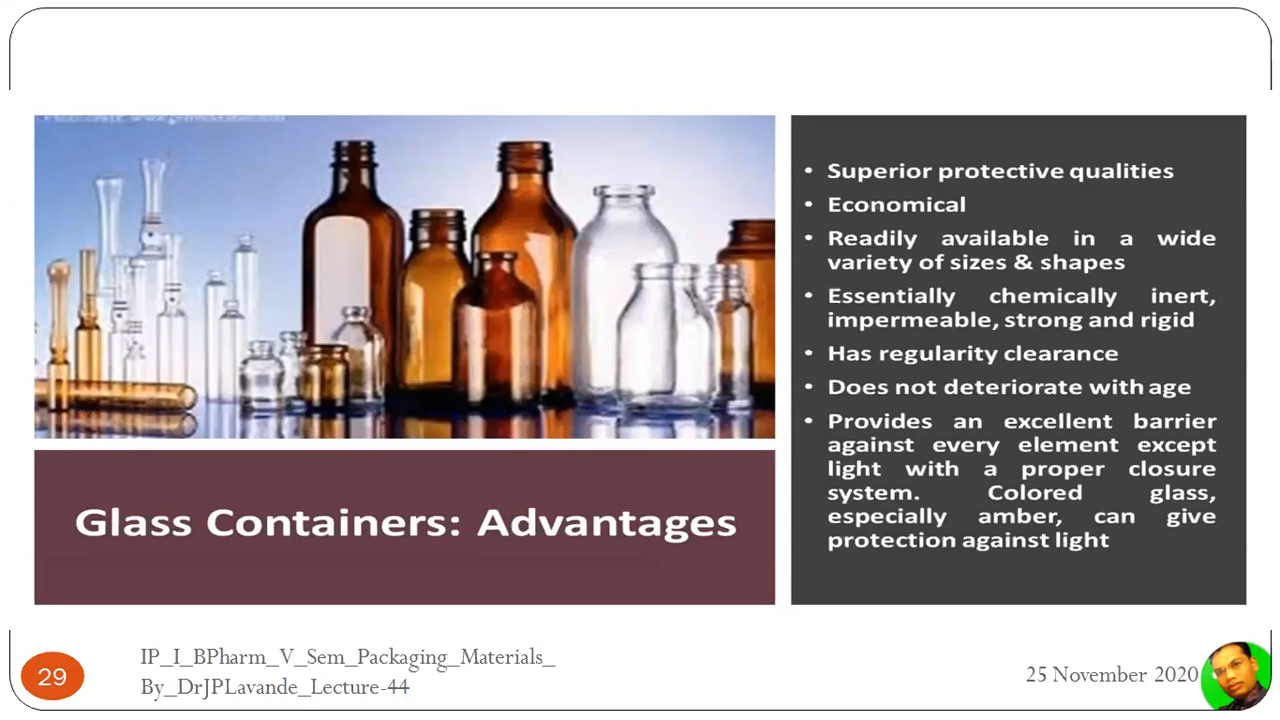 Superior protective qualities
Economical
Readily available in a wide
variety of sizes & shapes
Essentially chemically inert,
impermeable, strong and rigid
Has regularity clearance
Does not deteriorate with age
Provides an excellent barrier
against every element except
light with a proper closure
system. Colored glass,
especially amber, can give
protection against light
Glass Containers: Advantages
29
IP_I_BPharm_V_Sem_Packaging_Materials_
By_DrJPLavande_Lecture-44
25 November 2020